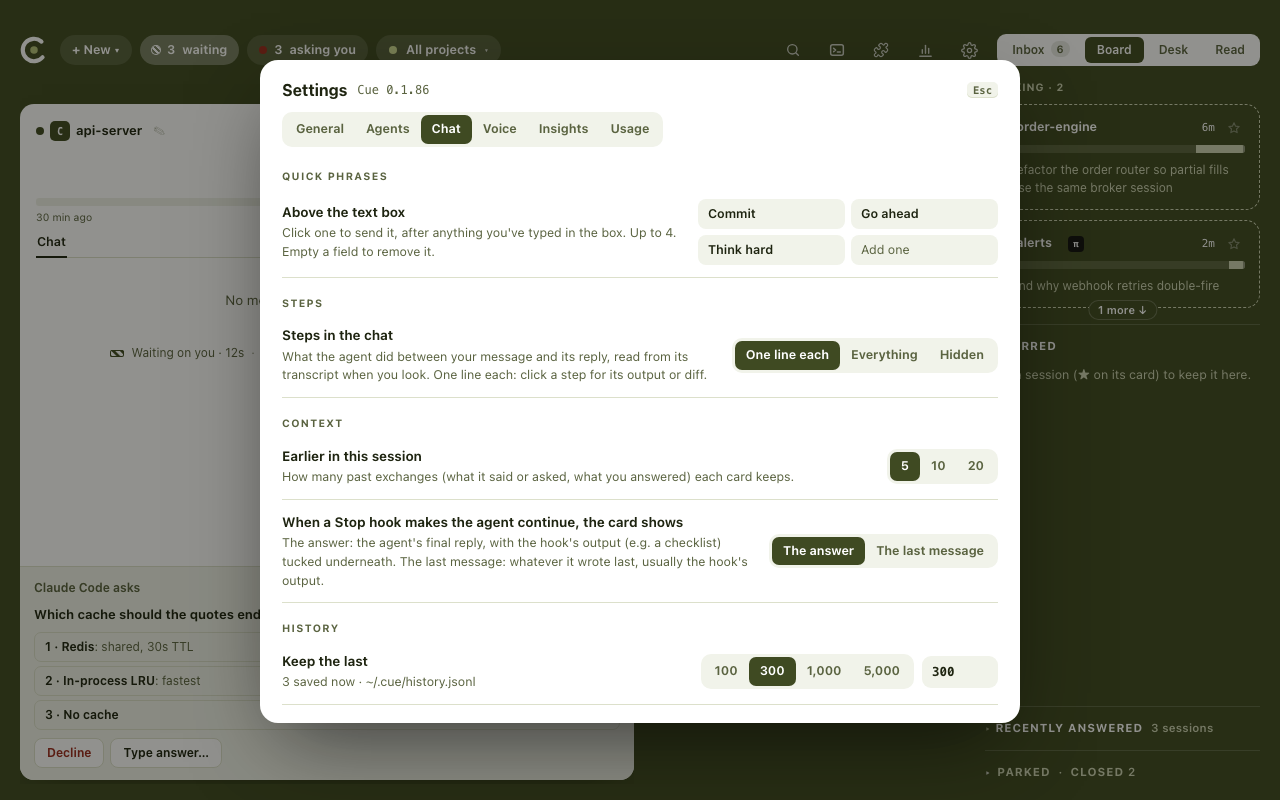 + New ▾
3 waiting
3 asking you
All projects
Inbox 6
Board
Desk
Read
Settings Cue 0.1.86
Esc
General
Agents
Chat
Voice
Insights
Usage
QUICK PHRASES
Above the text box
Click one to send it, after anything you've typed in the box. Up to 4.
Empty a field to remove it.
Commit
Go ahead
Think hard
Add one
STEPS
Steps in the chat
What the agent did between your message and its reply, read from its
transcript when you look. One line each: click a step for its output or diff.
One line each
Everything
Hidden
CONTEXT
Earlier in this session
How many past exchanges (what it said or asked, what you answered) each card keeps.
5
10
20
When a Stop hook makes the agent continue, the card shows
The answer: the agent's final reply, with the hook's output (e.g. a checklist)
tucked underneath. The last message: whatever it wrote last, usually the hook's
output.
The answer
The last message
HISTORY
Keep the last
3 saved now · ~/.cue/history.jsonl
100
300
1,000
5,000
300
C api-server
30 min ago
Chat
No
Waiting on you · 12s ·
Claude Code asks
Which cache should the quotes
1 · Redis: shared, 30s TTL
2 · In-process LRU: fastest
3 · No cache
Decline
Type answer...
· 2
order-engine 6m
refactor the order router so partial fills
the same broker session
alerts π 2m
why webhook retries double-fire
1 more ↓
session (★ on its card) to keep it here.
RECENTLY ANSWERED 3 sessions
PARKED · CLOSED 2